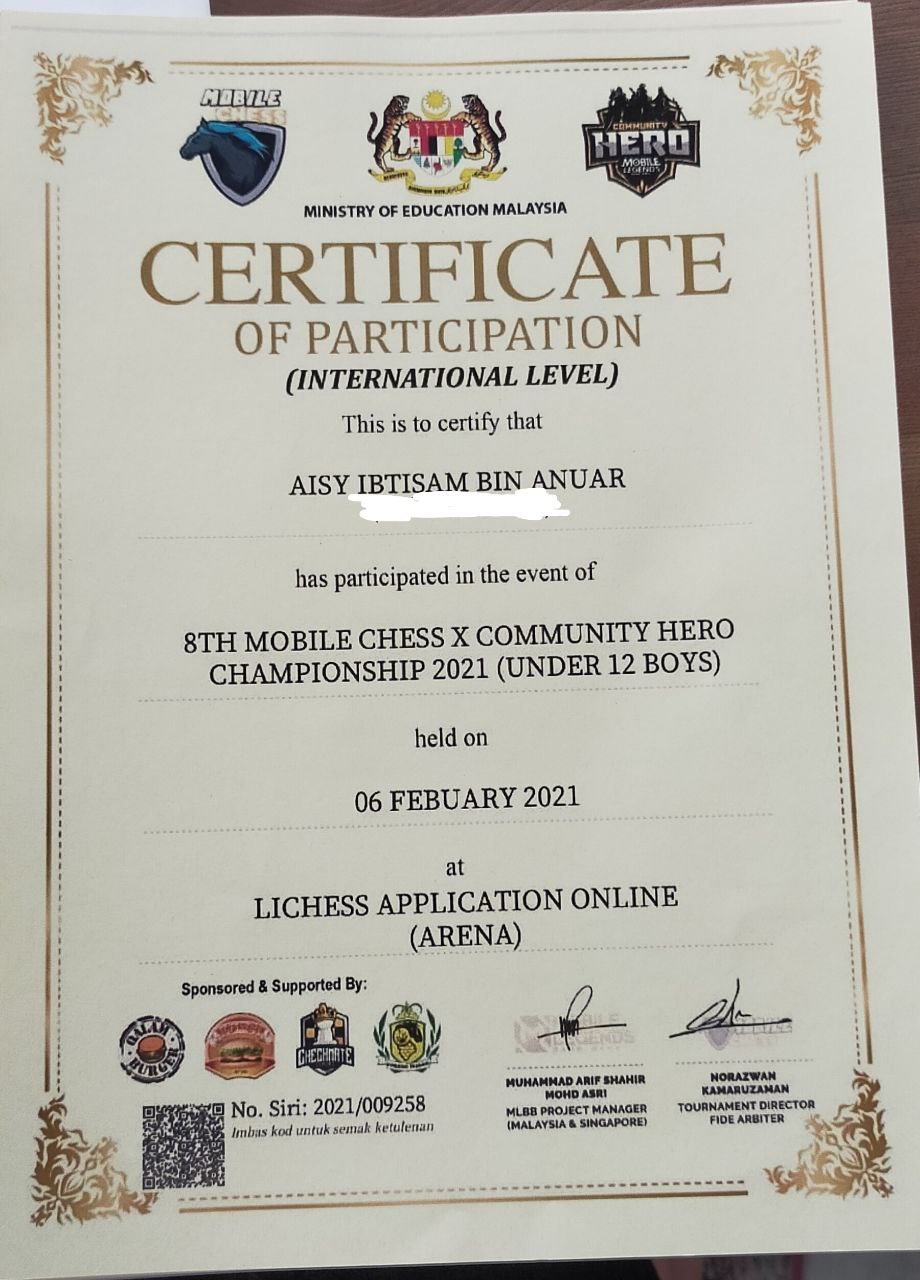 MOBILE
CHESS
COMMUNITY
HERO
MOBILE
LEGENDS
MINISTRY OF EDUCATION MALAYSIA
CERTIFICATE
OF PARTICIPATION
(INTERNATIONAL LEVEL)
This is to certify that
AISY IBTISAM BIN ANUAR
has participated in the event of
8TH MOBILE CHESS X COMMUNITY HERO
CHAMPIONSHIP 2021 (UNDER 12 BOYS)
held on
06 FEBUARY 2021
at
LICHESS APPLICATION ONLINE
(ARENA)
Sponsored & Supported By:
BURGER
CHECKMATE
MOBILE
LEGENDS
MUHAMMAD ARIF SHAHIR
MOHD ASRI
MLBB PROJECT MANAGER
(MALAYSIA & SINGAPORE)
NORAZWAN
KAMARUZAMAN
TOURNAMENT DIRECTOR
FIDE ARBITER
No. Siri: 2021/009258
Imbas kod untuk semak ketulenan